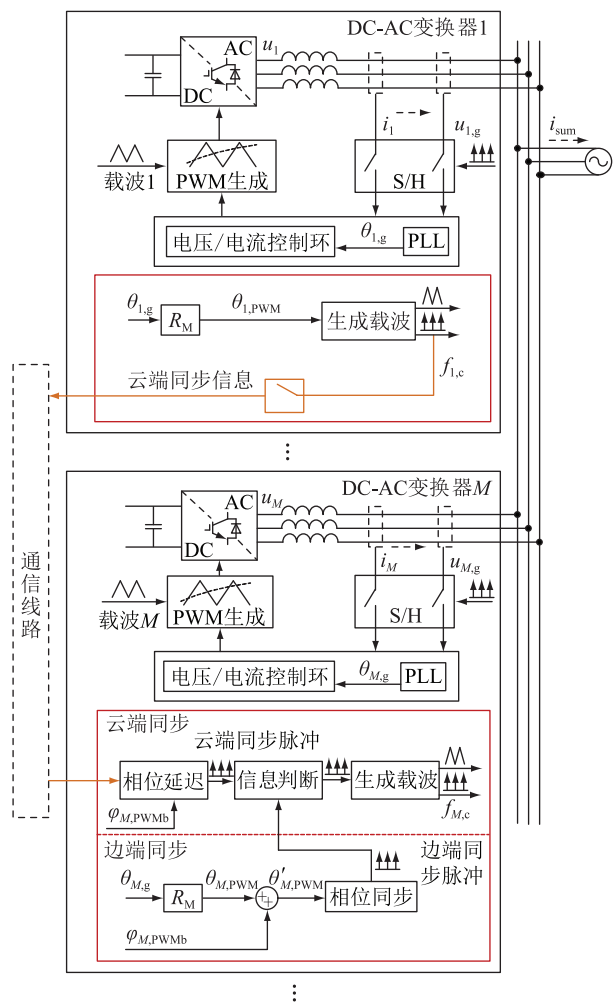 DC-AC变换器1
AC
DC
u1
i1
u1,g
isum
载波1
PWM生成
S/H
电压/电流控制环
θ1,g
PLL
θ1,g
RM
θ1,PWM
生成载波
f1,c
云端同步信息
⋮
通信线路
DC-AC变换器M
AC
DC
uM
iM
uM,g
载波M
PWM生成
S/H
电压/电流控制环
θM,g
PLL
云端同步
云端同步脉冲
相位延迟
信息判断
生成载波
φM,PWMb
fM,c
边端同步
边端同
步脉冲
θM,g
RM
θM,PWM
θ′M,PWM
相位同步
φM,PWMb
⋮